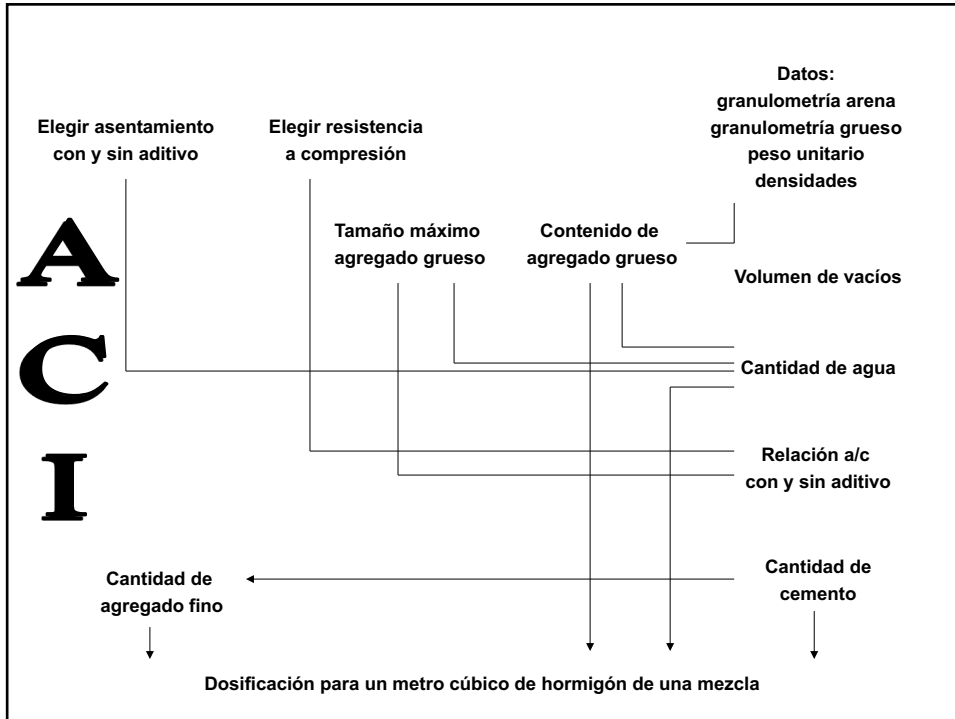 Datos:
granulometría arena
granulometría grueso
peso unitario
densidades
Elegir asentamiento
con y sin aditivo
Elegir resistencia
a compresión
A
C
I
Tamaño máximo
agregado grueso
Contenido de
agregado grueso
Volumen de vacíos
Cantidad de agua
Relación a/c
con y sin aditivo
Cantidad de
cemento
Cantidad de
agregado fino
Dosificación para un metro cúbico de hormigón de una mezcla